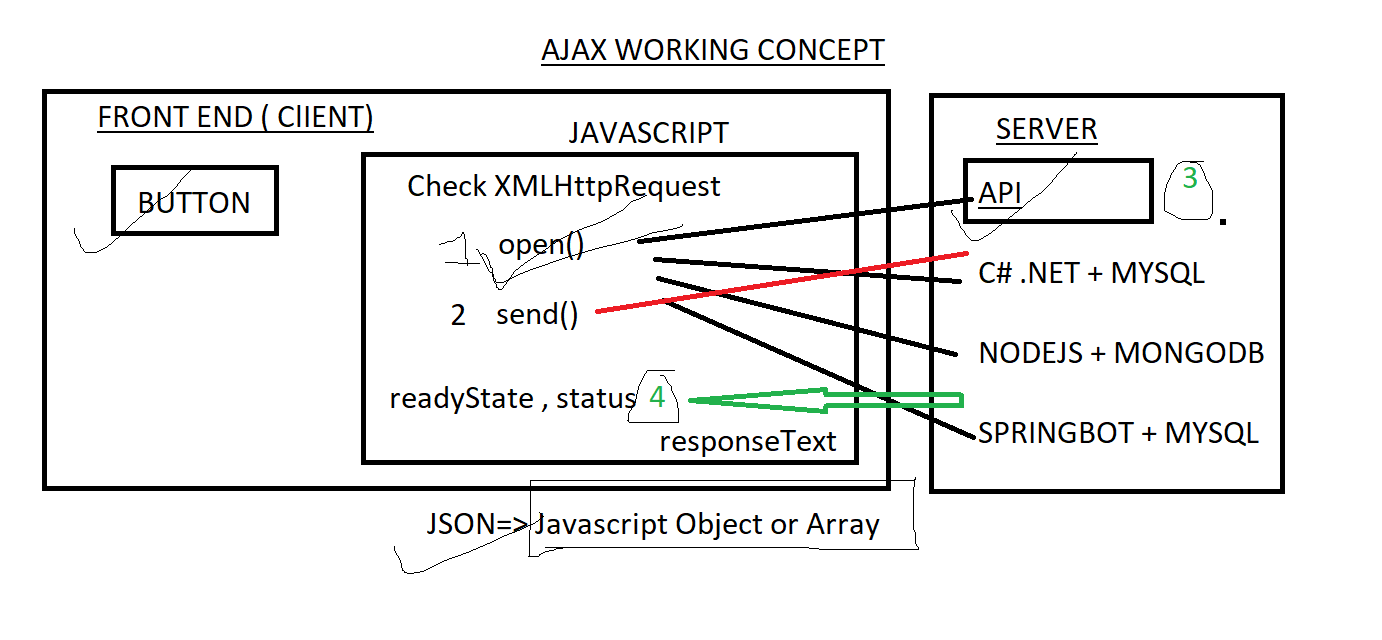 AJAX WORKING CONCEPT
FRONT END ( ClIENT)
BUTTON
JAVASCRIPT
Check XMLHttpRequest
1 open()
2 send()
readyState , status 4
responseText
SERVER
API 3
C# .NET + MYSQL
NODEJS + MONGODB
SPRINGBOT + MYSQL
JSON=> Javascript Object or Array